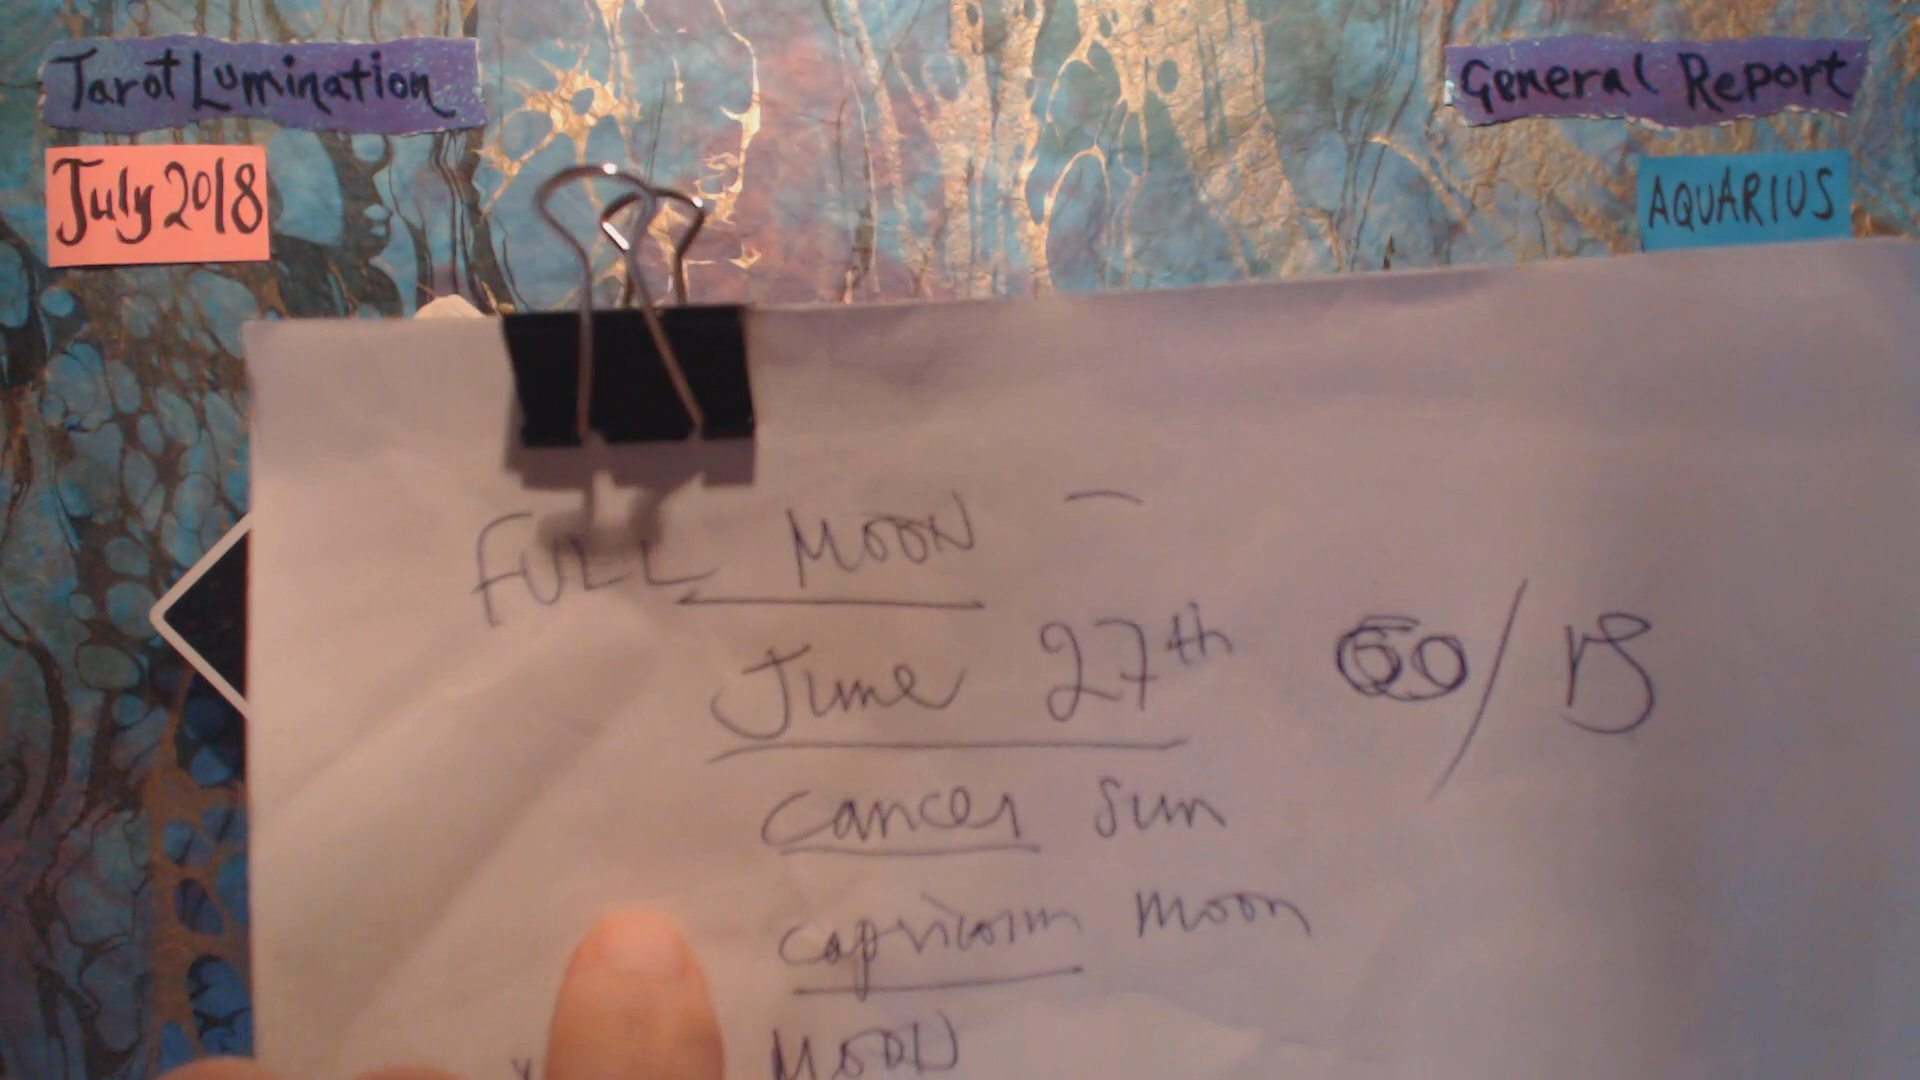 Tarot Lumination
General Report
July 2018
AQUARIUS
FULL MOON
June 27th ♋/♑
Cancer Sun
Capricorn Moon
MOON